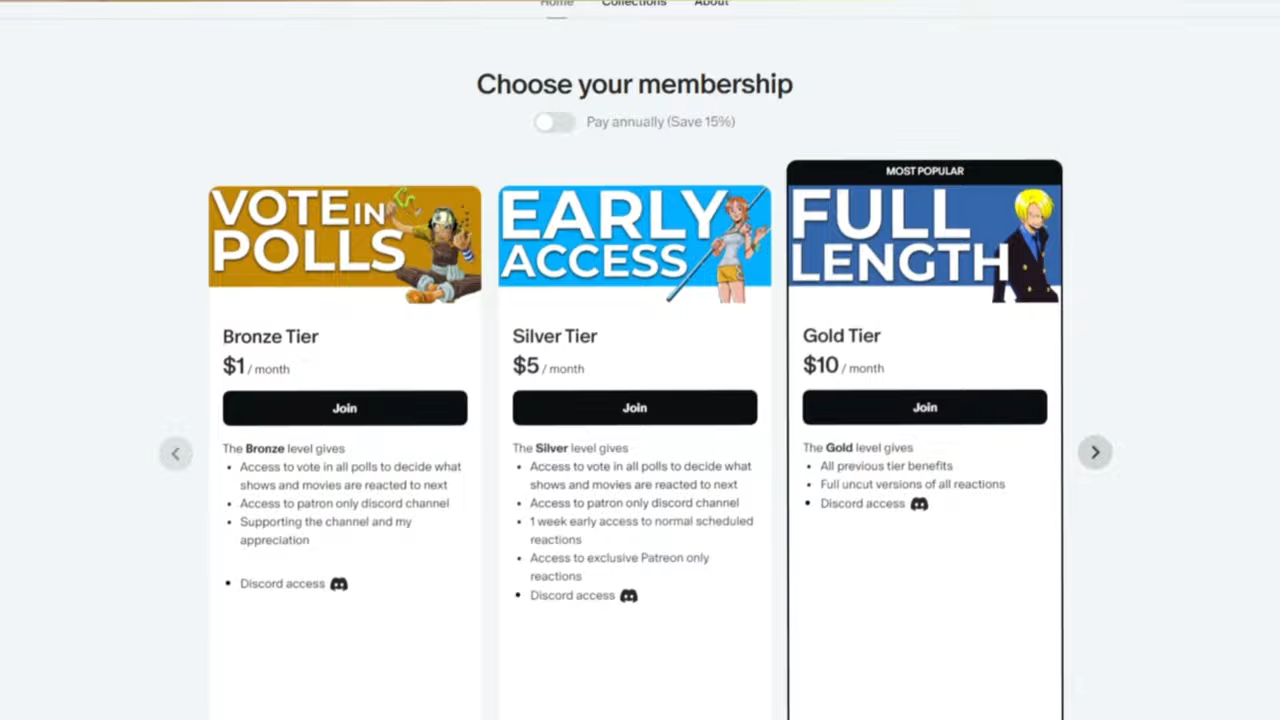 Home Collections About
Choose your membership
Pay annually (Save 15%)
VOTE IN
POLLS
Bronze Tier
$1 / month
Join
The Bronze level gives
• Access to vote in all polls to decide what
shows and movies are reacted to next
• Access to patron only discord channel
• Supporting the channel and my
appreciation
• Discord access
EARLY
ACCESS
Silver Tier
$5 / month
Join
The Silver level gives
• Access to vote in all polls to decide what
shows and movies are reacted to next
• Access to patron only discord channel
• 1 week early access to normal scheduled
reactions
• Access to exclusive Patreon only
reactions
• Discord access
MOST POPULAR
FULL
LENGTH
Gold Tier
$10 / month
Join
The Gold level gives
• All previous tier benefits
• Full uncut versions of all reactions
• Discord access